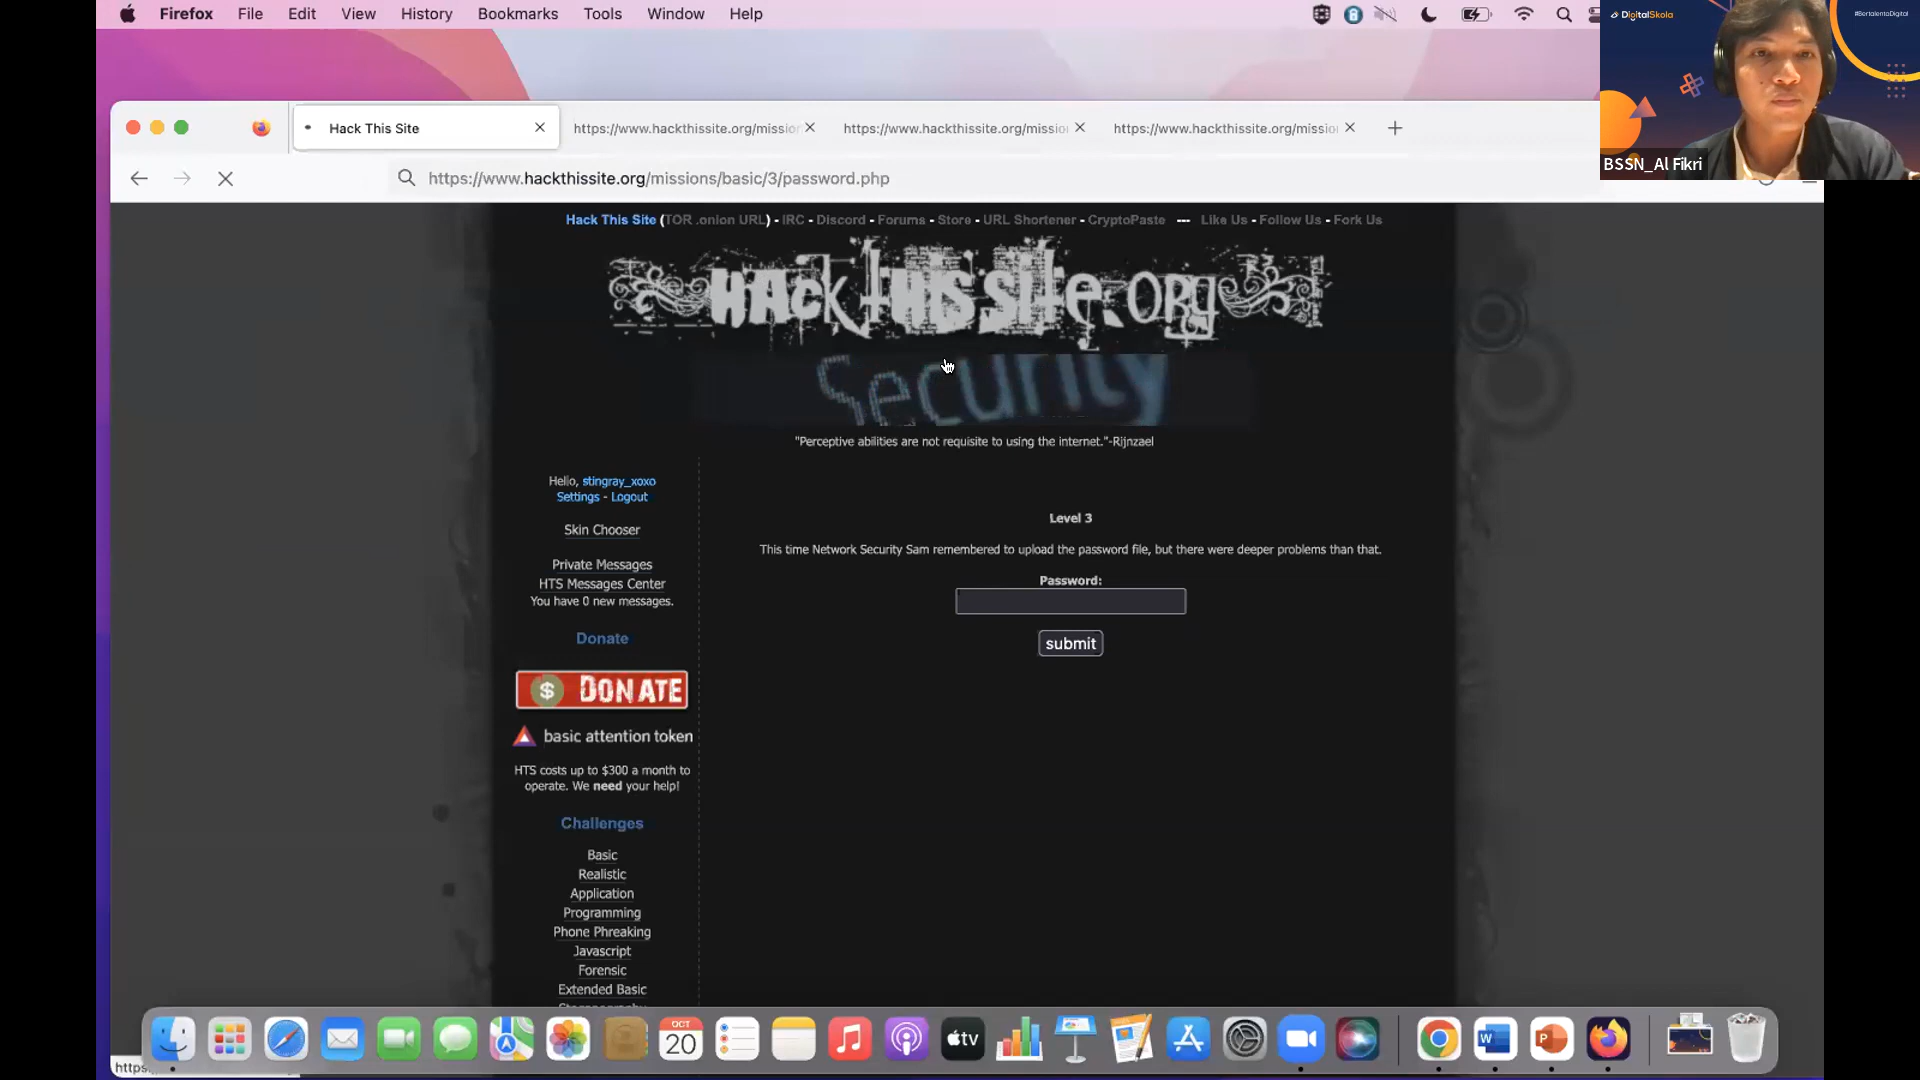 Firefox File Edit View History Bookmarks Tools Window Help
DigitalSkola
#BertalentaDigital
Hack This Site
https://www.hackthissite.org/missio
https://www.hackthissite.org/missio
https://www.hackthissite.org/missio
BSSN_Al Fikri
https://www.hackthissite.org/missions/basic/3/password.php
Hack This Site (TOR .onion URL) - IRC - Discord - Forums - Store - URL Shortener - CryptoPaste --- Like Us - Follow Us - Fork Us
HACK THIS SITE.ORG
Security
"Perceptive abilities are not requisite to using the internet."-Rijnzael
Hello, stingray_xoxo
Settings - Logout
Skin Chooser
Private Messages
HTS Messages Center
You have 0 new messages.
Donate
$ DONATE
basic attention token
HTS costs up to $300 a month to
operate. We need your help!
Challenges
Basic
Realistic
Application
Programming
Phone Phreaking
Javascript
Forensic
Extended Basic
Level 3
This time Network Security Sam remembered to upload the password file, but there were deeper problems than that.
Password:
submit
OCT
20
tv
W
P
https: